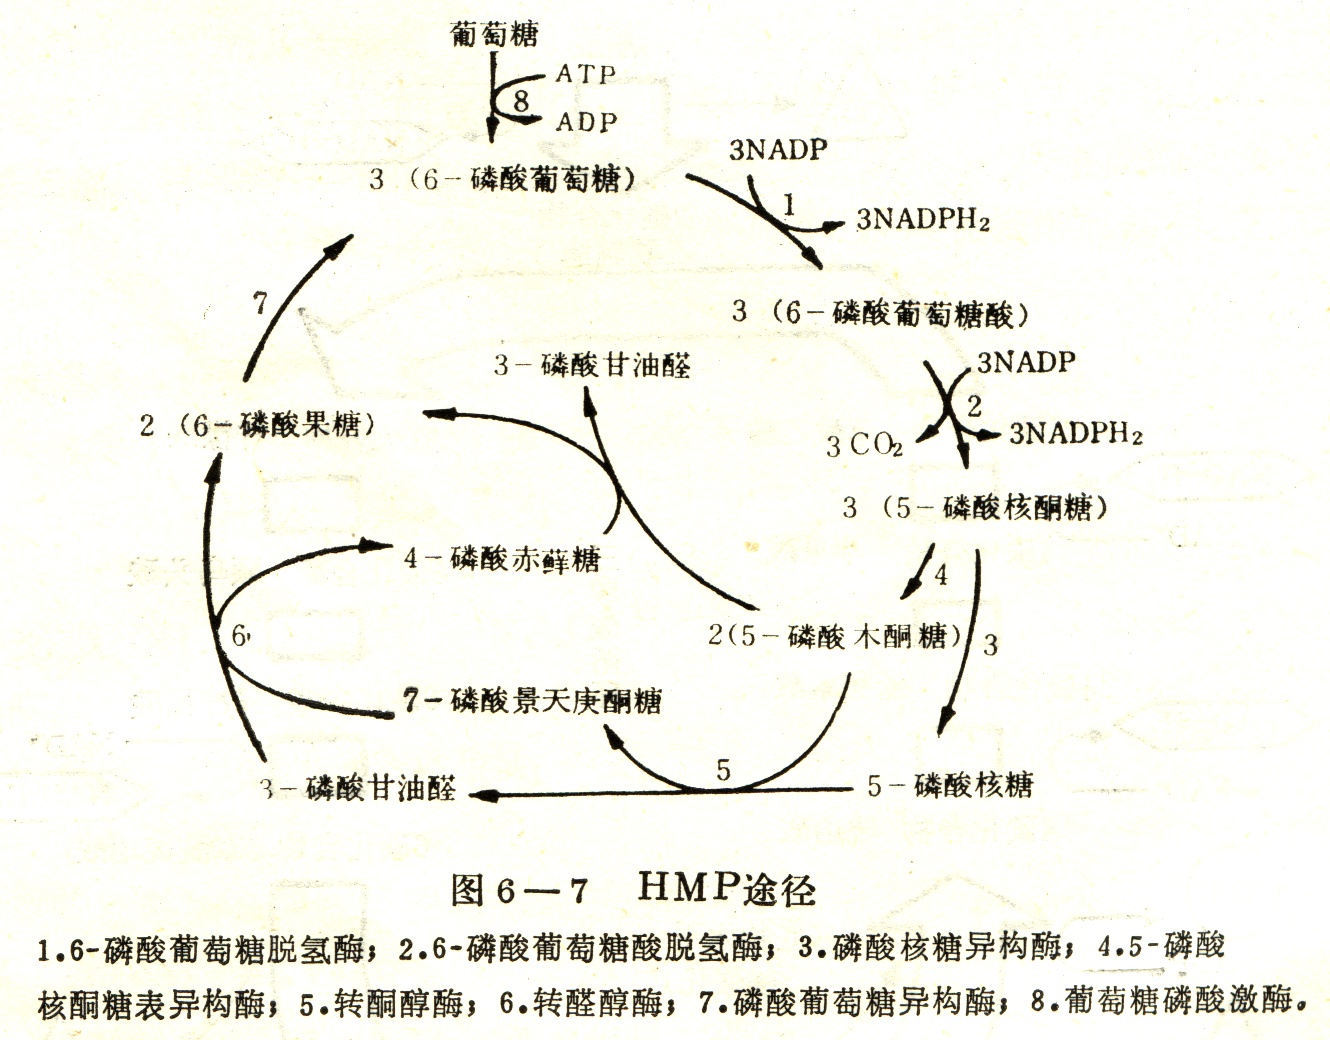 葡萄糖
ATP
8
ADP
3（6-磷酸葡萄糖）
3NADP
1
3NADPH₂
7
3（6-磷酸葡萄糖酸）
3-磷酸甘油醛
3NADP
2（6-磷酸果糖）
2
3CO₂
3NADPH₂
3（5-磷酸核酮糖）
4-磷酸赤藓糖
4
6
2(5-磷酸木酮糖)
3
7-磷酸景天庚酮糖
5
3-磷酸甘油醛
5-磷酸核糖
图6—7 HMP途径
1.6-磷酸葡萄糖脱氢酶；2.6-磷酸葡萄糖酸脱氢酶；3.磷酸核糖异构酶；4.5-磷酸
核酮糖表异构酶；5.转酮醇酶；6.转醛醇酶；7.磷酸葡萄糖异构酶；8.葡萄糖磷酸激酶。